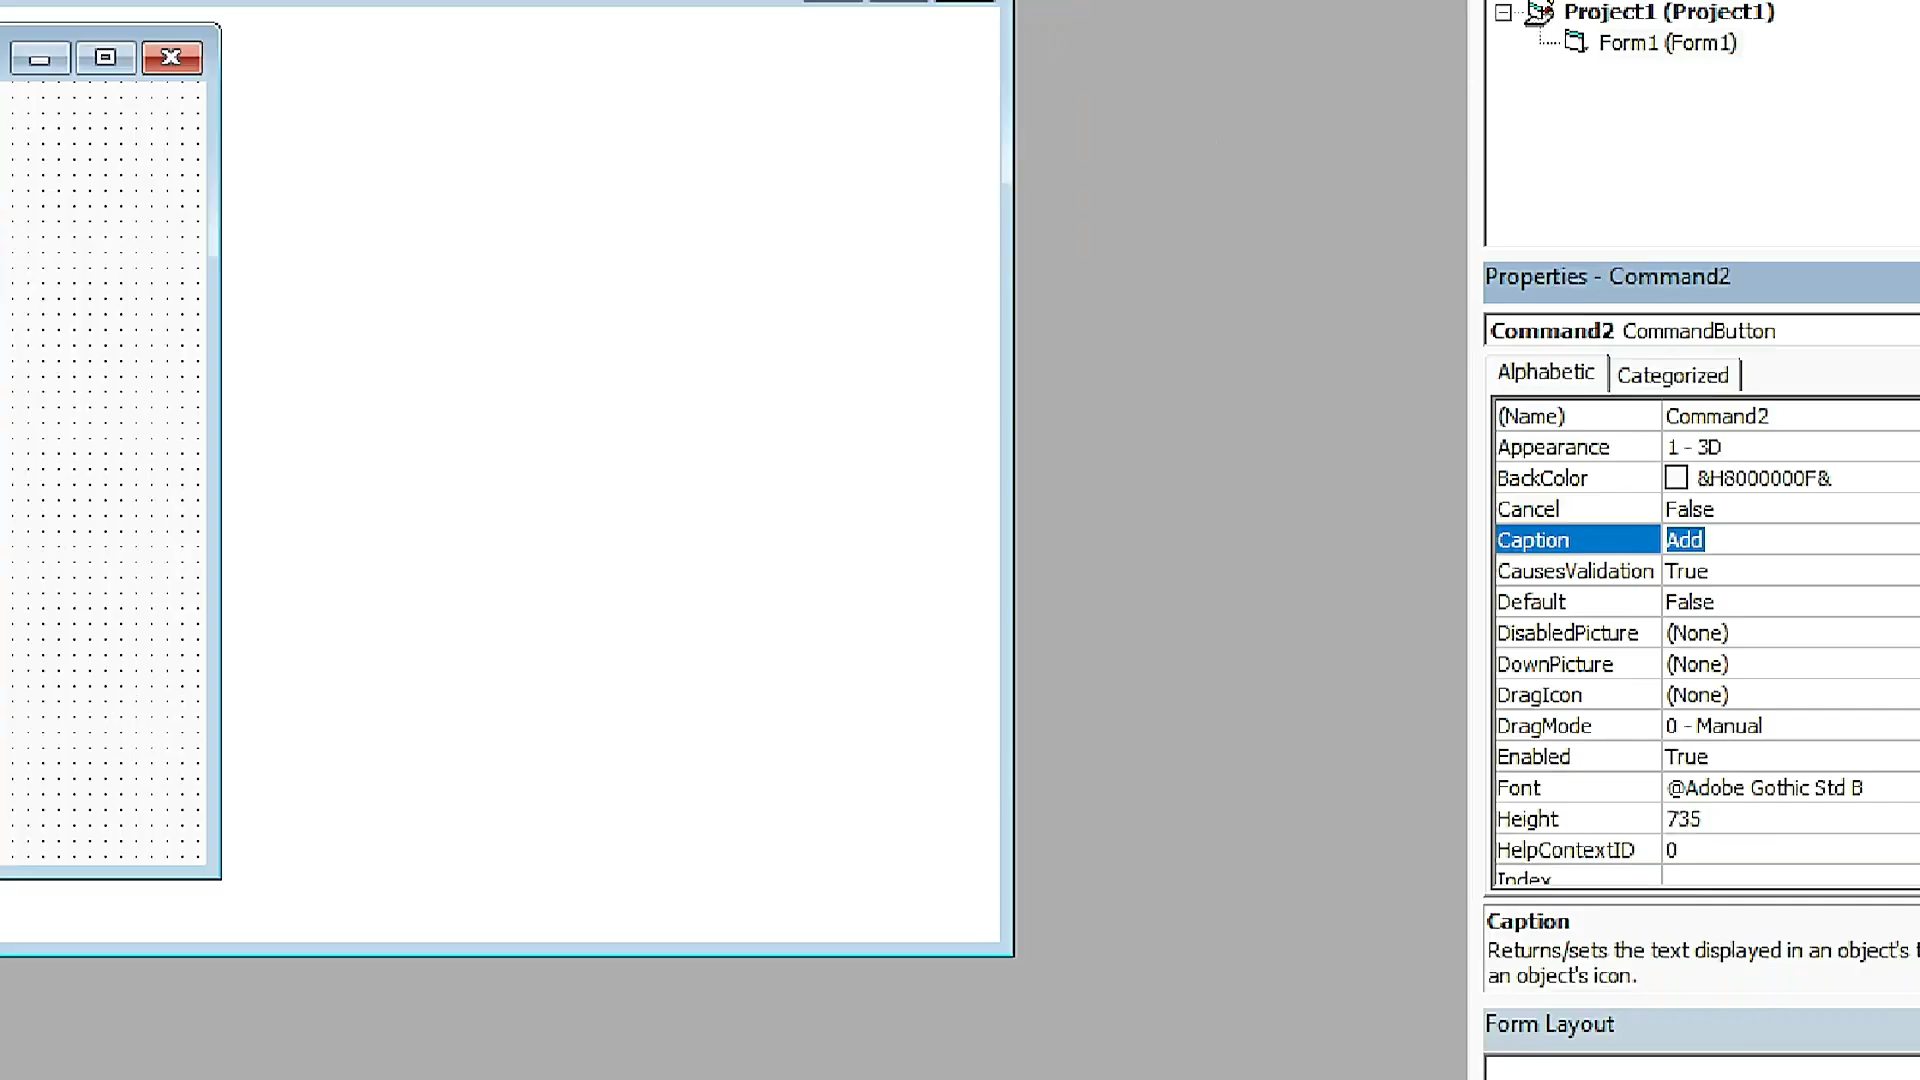 Project1 (Project1)
Form1 (Form1)
Properties - Command2
Command2 CommandButton
Alphabetic Categorized
(Name) Command2
Appearance 1 - 3D
BackColor &H8000000F&
Cancel False
Caption Add
CausesValidation True
Default False
DisabledPicture (None)
DownPicture (None)
DragIcon (None)
DragMode 0 - Manual
Enabled True
Font @Adobe Gothic Std B
Height 735
HelpContextID 0
Index
Caption
Returns/sets the text displayed in an object's
an object's icon.
Form Layout